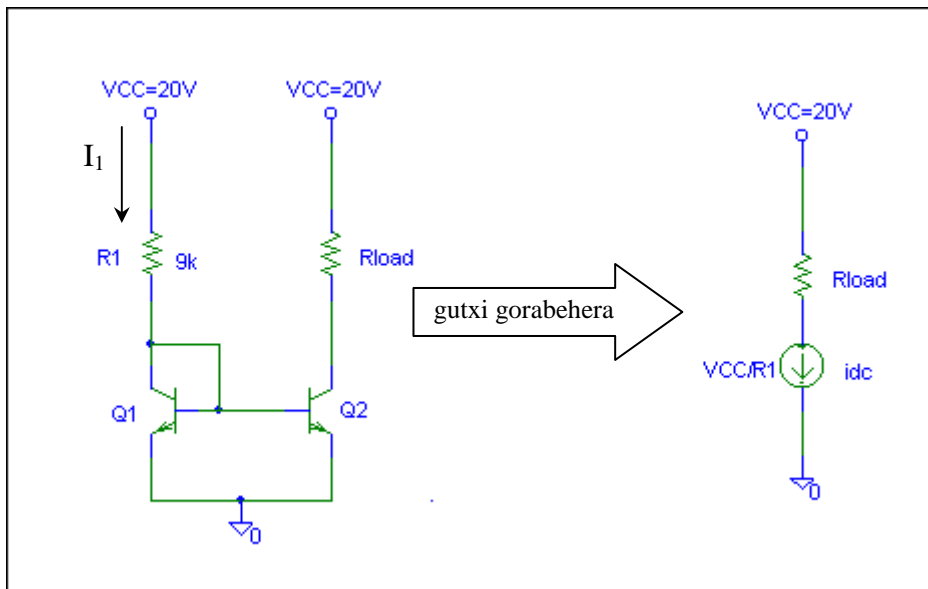 VCC=20V
VCC=20V
I₁
R1
9k
Rload
Q1
Q2
0
gutxi gorabehera
VCC=20V
Rload
VCC/R1
idc
0